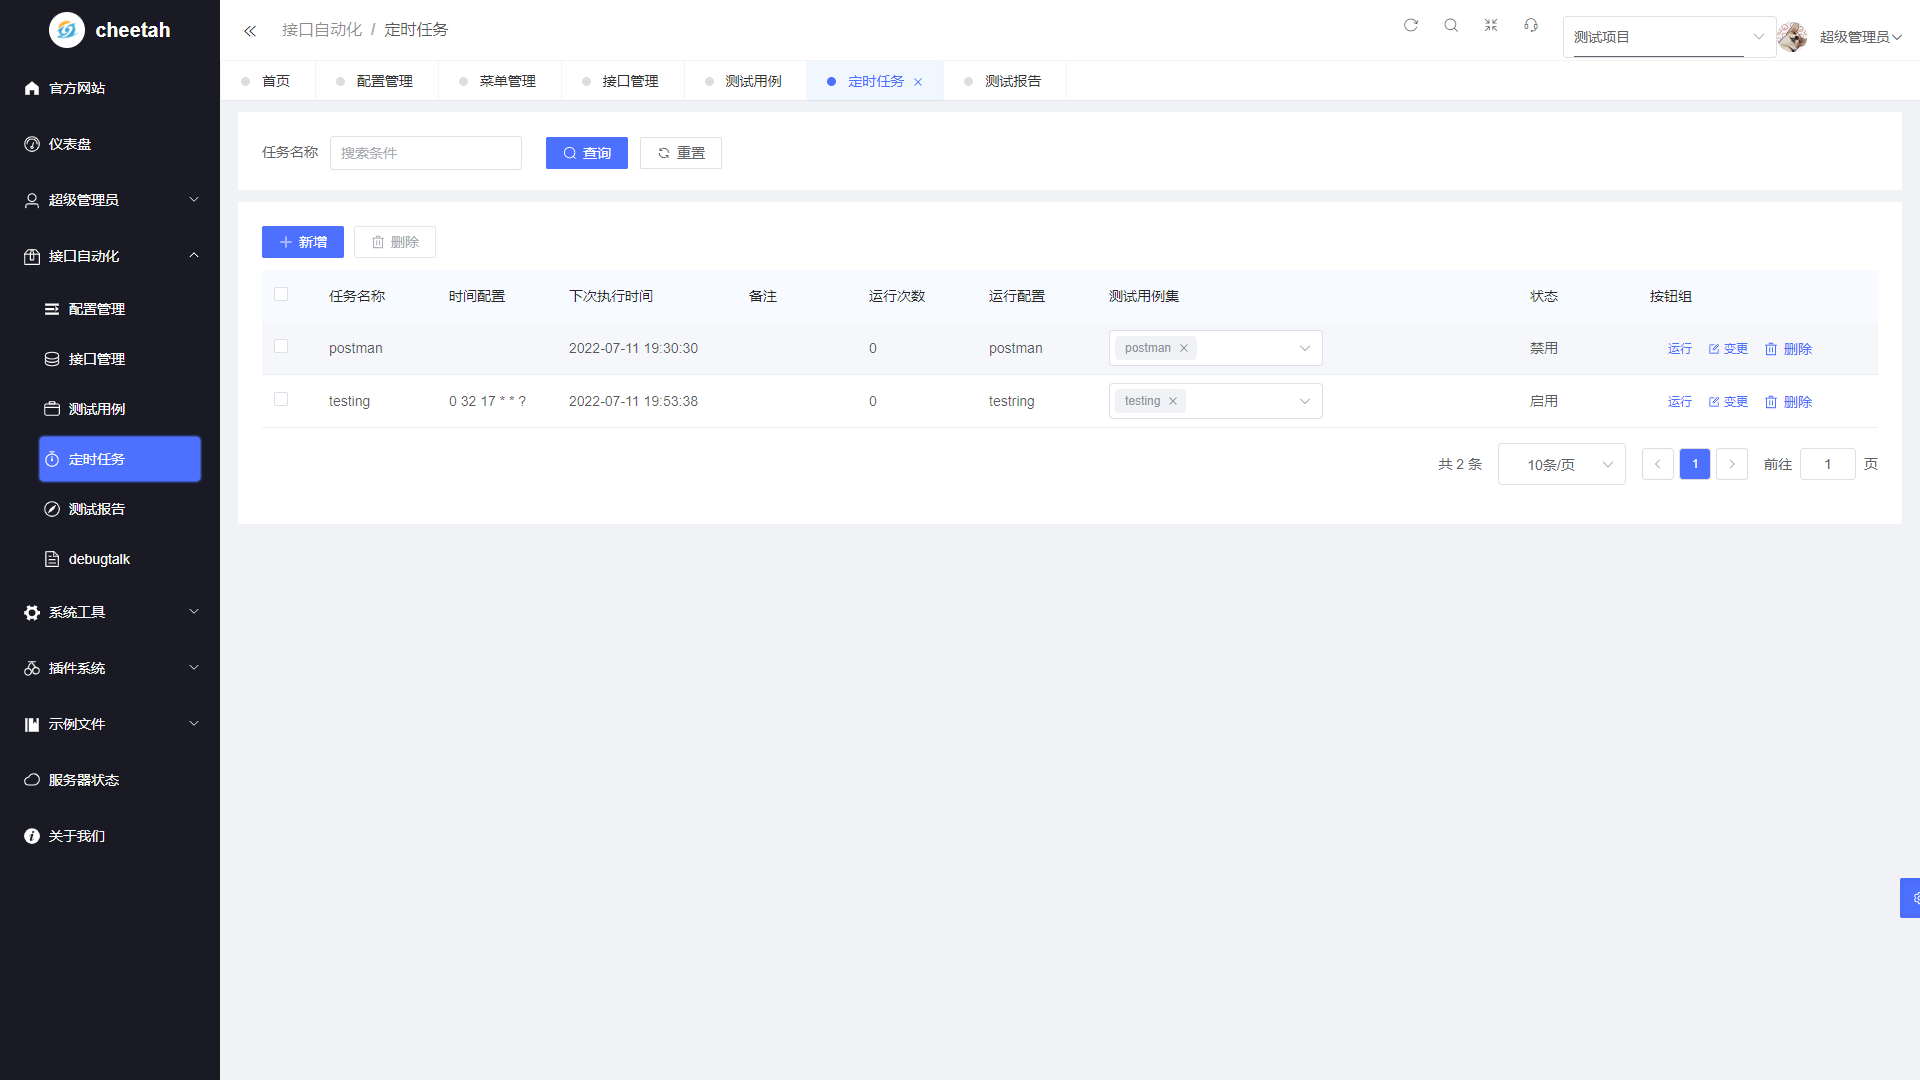 cheetah
官方网站
仪表盘
超级管理员
接口自动化
配置管理
接口管理
测试用例
定时任务
测试报告
debugtalk
系统工具
插件系统
示例文件
服务器状态
关于我们
接口自动化 / 定时任务
测试项目
超级管理员
首页 配置管理 菜单管理 接口管理 测试用例 定时任务 测试报告
任务名称 搜索条件 查询 重置
新增 删除
任务名称 时间配置 下次执行时间 备注 运行次数 运行配置 测试用例集 状态 按钮组
postman 2022-07-11 19:30:30 0 postman postman 禁用 运行 变更 删除
testing 0 32 17 * * ? 2022-07-11 19:53:38 0 testring testing 启用 运行 变更 删除
共 2 条 10条/页 1 前往 1 页